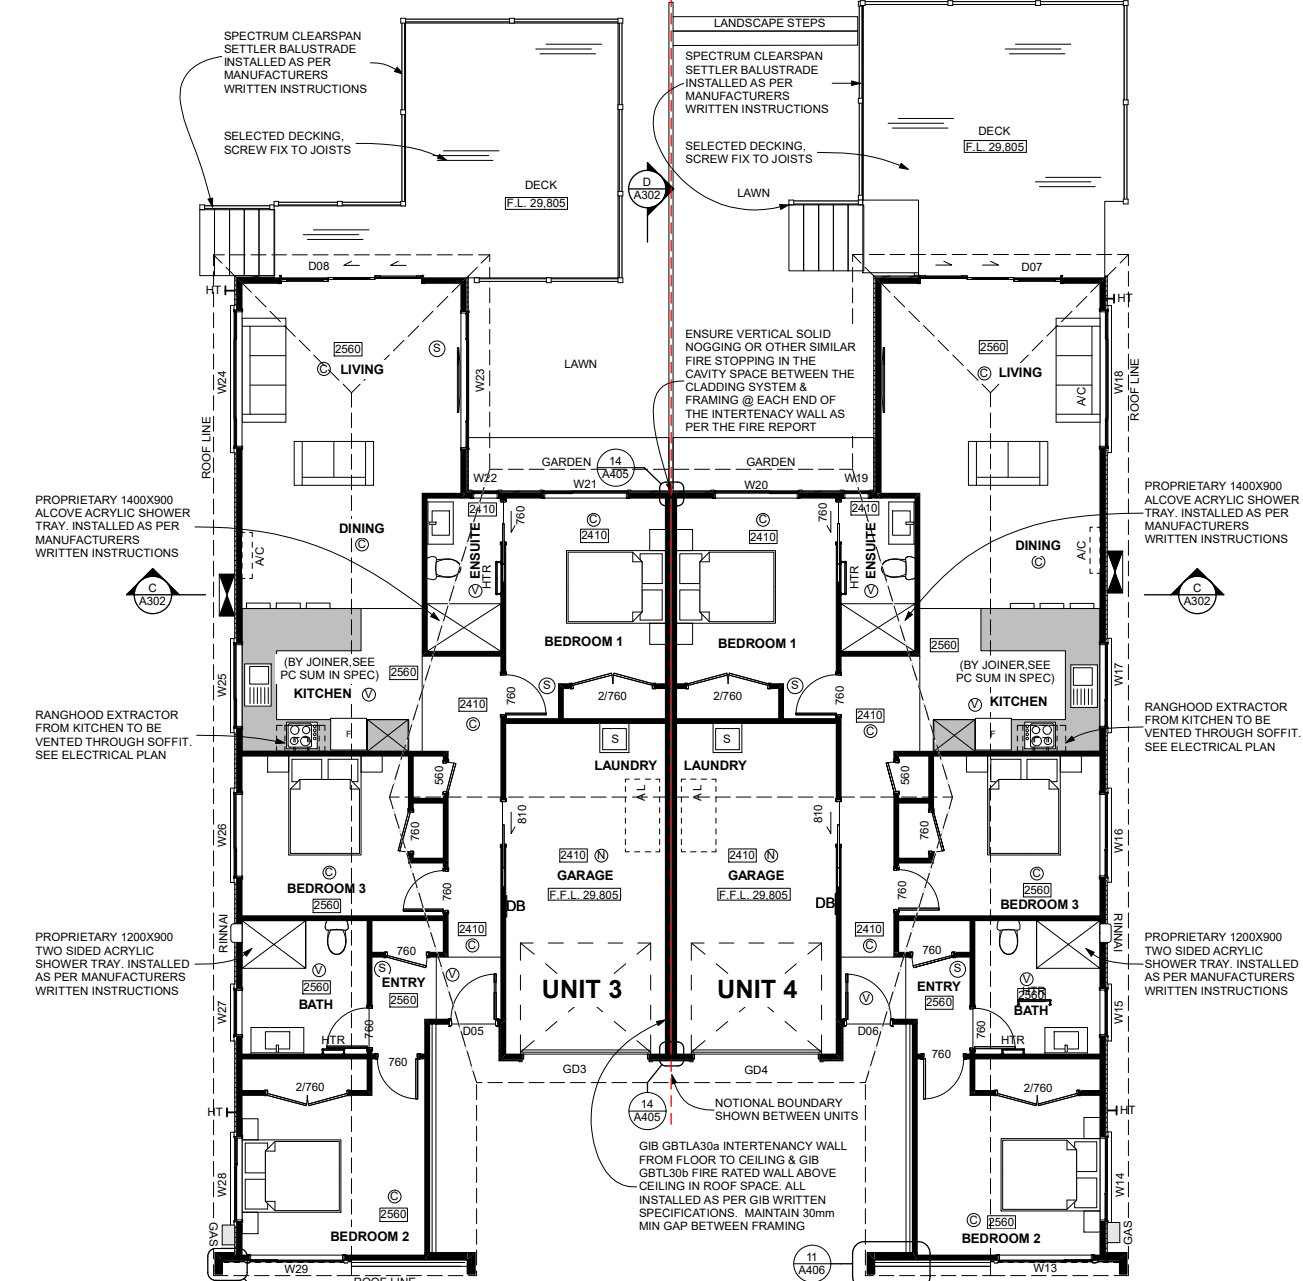 LANDSCAPE STEPS
SPECTRUM CLEARSPAN
SETTLER BALUSTRADE
INSTALLED AS PER
MANUFACTURERS
WRITTEN INSTRUCTIONS
SELECTED DECKING,
SCREW FIX TO JOISTS
DECK
F.L. 29,805
SPECTRUM CLEARSPAN
SETTLER BALUSTRADE
INSTALLED AS PER
MANUFACTURERS
WRITTEN INSTRUCTIONS
SELECTED DECKING,
SCREW FIX TO JOISTS
DECK
F.L. 29,805
D
A302
LAWN
D08
D07
HT
HT
2560
LIVING
C
S
W24
W23
ROOF LINE
LAWN
ENSURE VERTICAL SOLID
NOGGING OR OTHER SIMILAR
FIRE STOPPING IN THE
CAVITY SPACE BETWEEN THE
CLADDING SYSTEM &
FRAMING @ EACH END OF
THE INTERTENACY WALL AS
PER THE FIRE REPORT
2560
C
LIVING
A/C
W18
ROOF LINE
GARDEN
14
A405
GARDEN
W22
W21
W20
W19
PROPRIETARY 1400X900
ALCOVE ACRYLIC SHOWER
TRAY. INSTALLED AS PER
MANUFACTURERS
WRITTEN INSTRUCTIONS
PROPRIETARY 1400X900
ALCOVE ACRYLIC SHOWER
TRAY. INSTALLED AS PER
MANUFACTURERS
WRITTEN INSTRUCTIONS
DINING
C
A/C
2410
ENSUITE
HTR
V
760
C
2410
BEDROOM 1
C
2410
BEDROOM 1
760
2410
ENSUITE
HTR
V
DINING
C
A/C
C
A302
C
A302
(BY JOINER,SEE
PC SUM IN SPEC)
KITCHEN
V
2560
W25
F
760
S
2/760
2410
C
2/760
S
760
2410
C
2560
(BY JOINER,SEE
PC SUM IN SPEC)
V
KITCHEN
W17
F
RANGHOOD EXTRACTOR
FROM KITCHEN TO BE
VENTED THROUGH SOFFIT.
SEE ELECTRICAL PLAN
RANGHOOD EXTRACTOR
FROM KITCHEN TO BE
VENTED THROUGH SOFFIT.
SEE ELECTRICAL PLAN
S
LAUNDRY
S
LAUNDRY
560
560
AL
AL
W26
760
810
810
760
W16
C
BEDROOM 3
2560
760
2410
N
GARAGE
F.F.L. 29,805
2410
N
GARAGE
F.F.L. 29,805
760
C
2560
BEDROOM 3
DB
DB
RINNAI
RINNAI
2410
C
2410
C
PROPRIETARY 1200X900
TWO SIDED ACRYLIC
SHOWER TRAY. INSTALLED
AS PER MANUFACTURERS
WRITTEN INSTRUCTIONS
PROPRIETARY 1200X900
TWO SIDED ACRYLIC
SHOWER TRAY. INSTALLED
AS PER MANUFACTURERS
WRITTEN INSTRUCTIONS
V
2560
BATH
760
S
ENTRY
2560
V
UNIT 3
UNIT 4
V
760
S
ENTRY
2560
V
2560
HTR
BATH
W27
HTR
760
D05
D06
760
HTR
W15
760
GD3
GD4
760
2/760
14
A405
NOTIONAL BOUNDARY
SHOWN BETWEEN UNITS
2/760
HT
HT
GIB GBTLA30a INTERTENANCY WALL
FROM FLOOR TO CEILING & GIB
GBTL30b FIRE RATED WALL ABOVE
CEILING IN ROOF SPACE. ALL
INSTALLED AS PER GIB WRITTEN
SPECIFICATIONS. MAINTAIN 30mm
MIN GAP BETWEEN FRAMING
W28
C
2560
BEDROOM 2
GAS
W14
C
2560
BEDROOM 2
GAS
W29
ROOF LINE
11
A406
W13